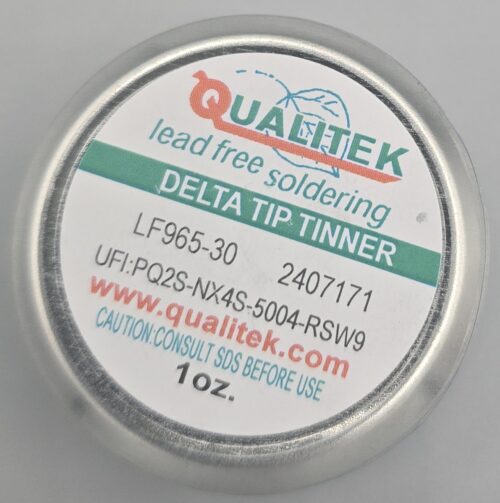 QUALITEK
lead free soldering
DELTA TIP TINNER
LF965-30 2407171
UFI:PQ2S-NX4S-5004-RSW9
www.qualitek.com
CAUTION:CONSULT SDS BEFORE USE
1oz.